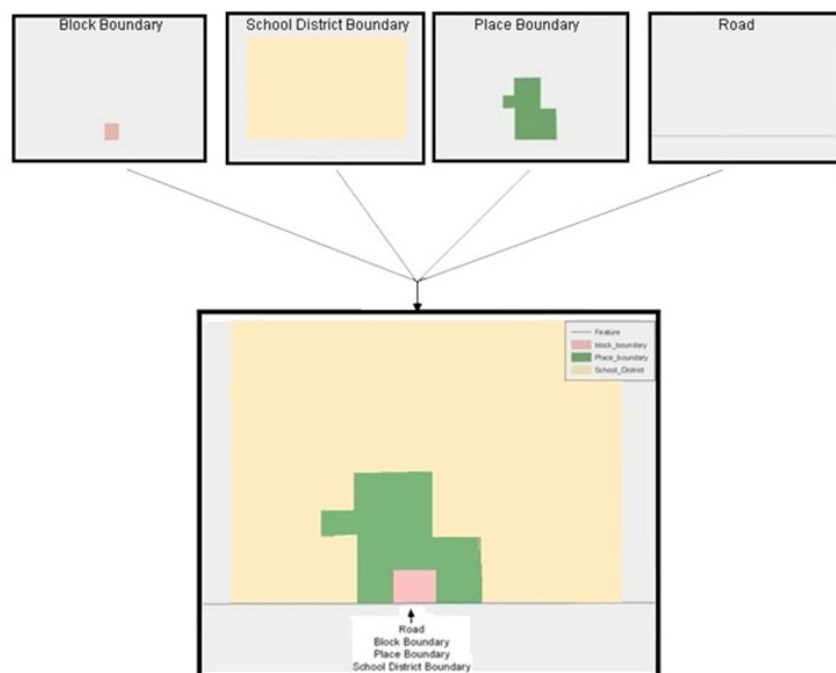 Block Boundary
School District Boundary
Place Boundary
Road
Feature
block_boundary
Place_boundary
School_District
Road
Block Boundary
Place Boundary
School District Boundary